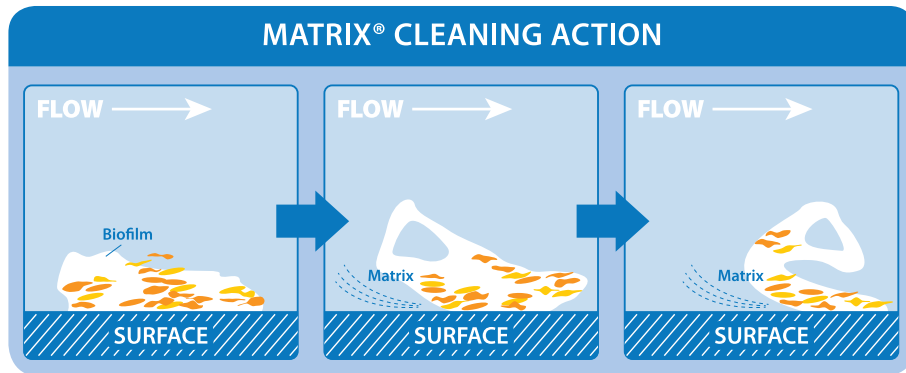 MATRIX® CLEANING ACTION
FLOW
Biofilm
SURFACE
FLOW
Matrix
SURFACE
FLOW
Matrix
SURFACE